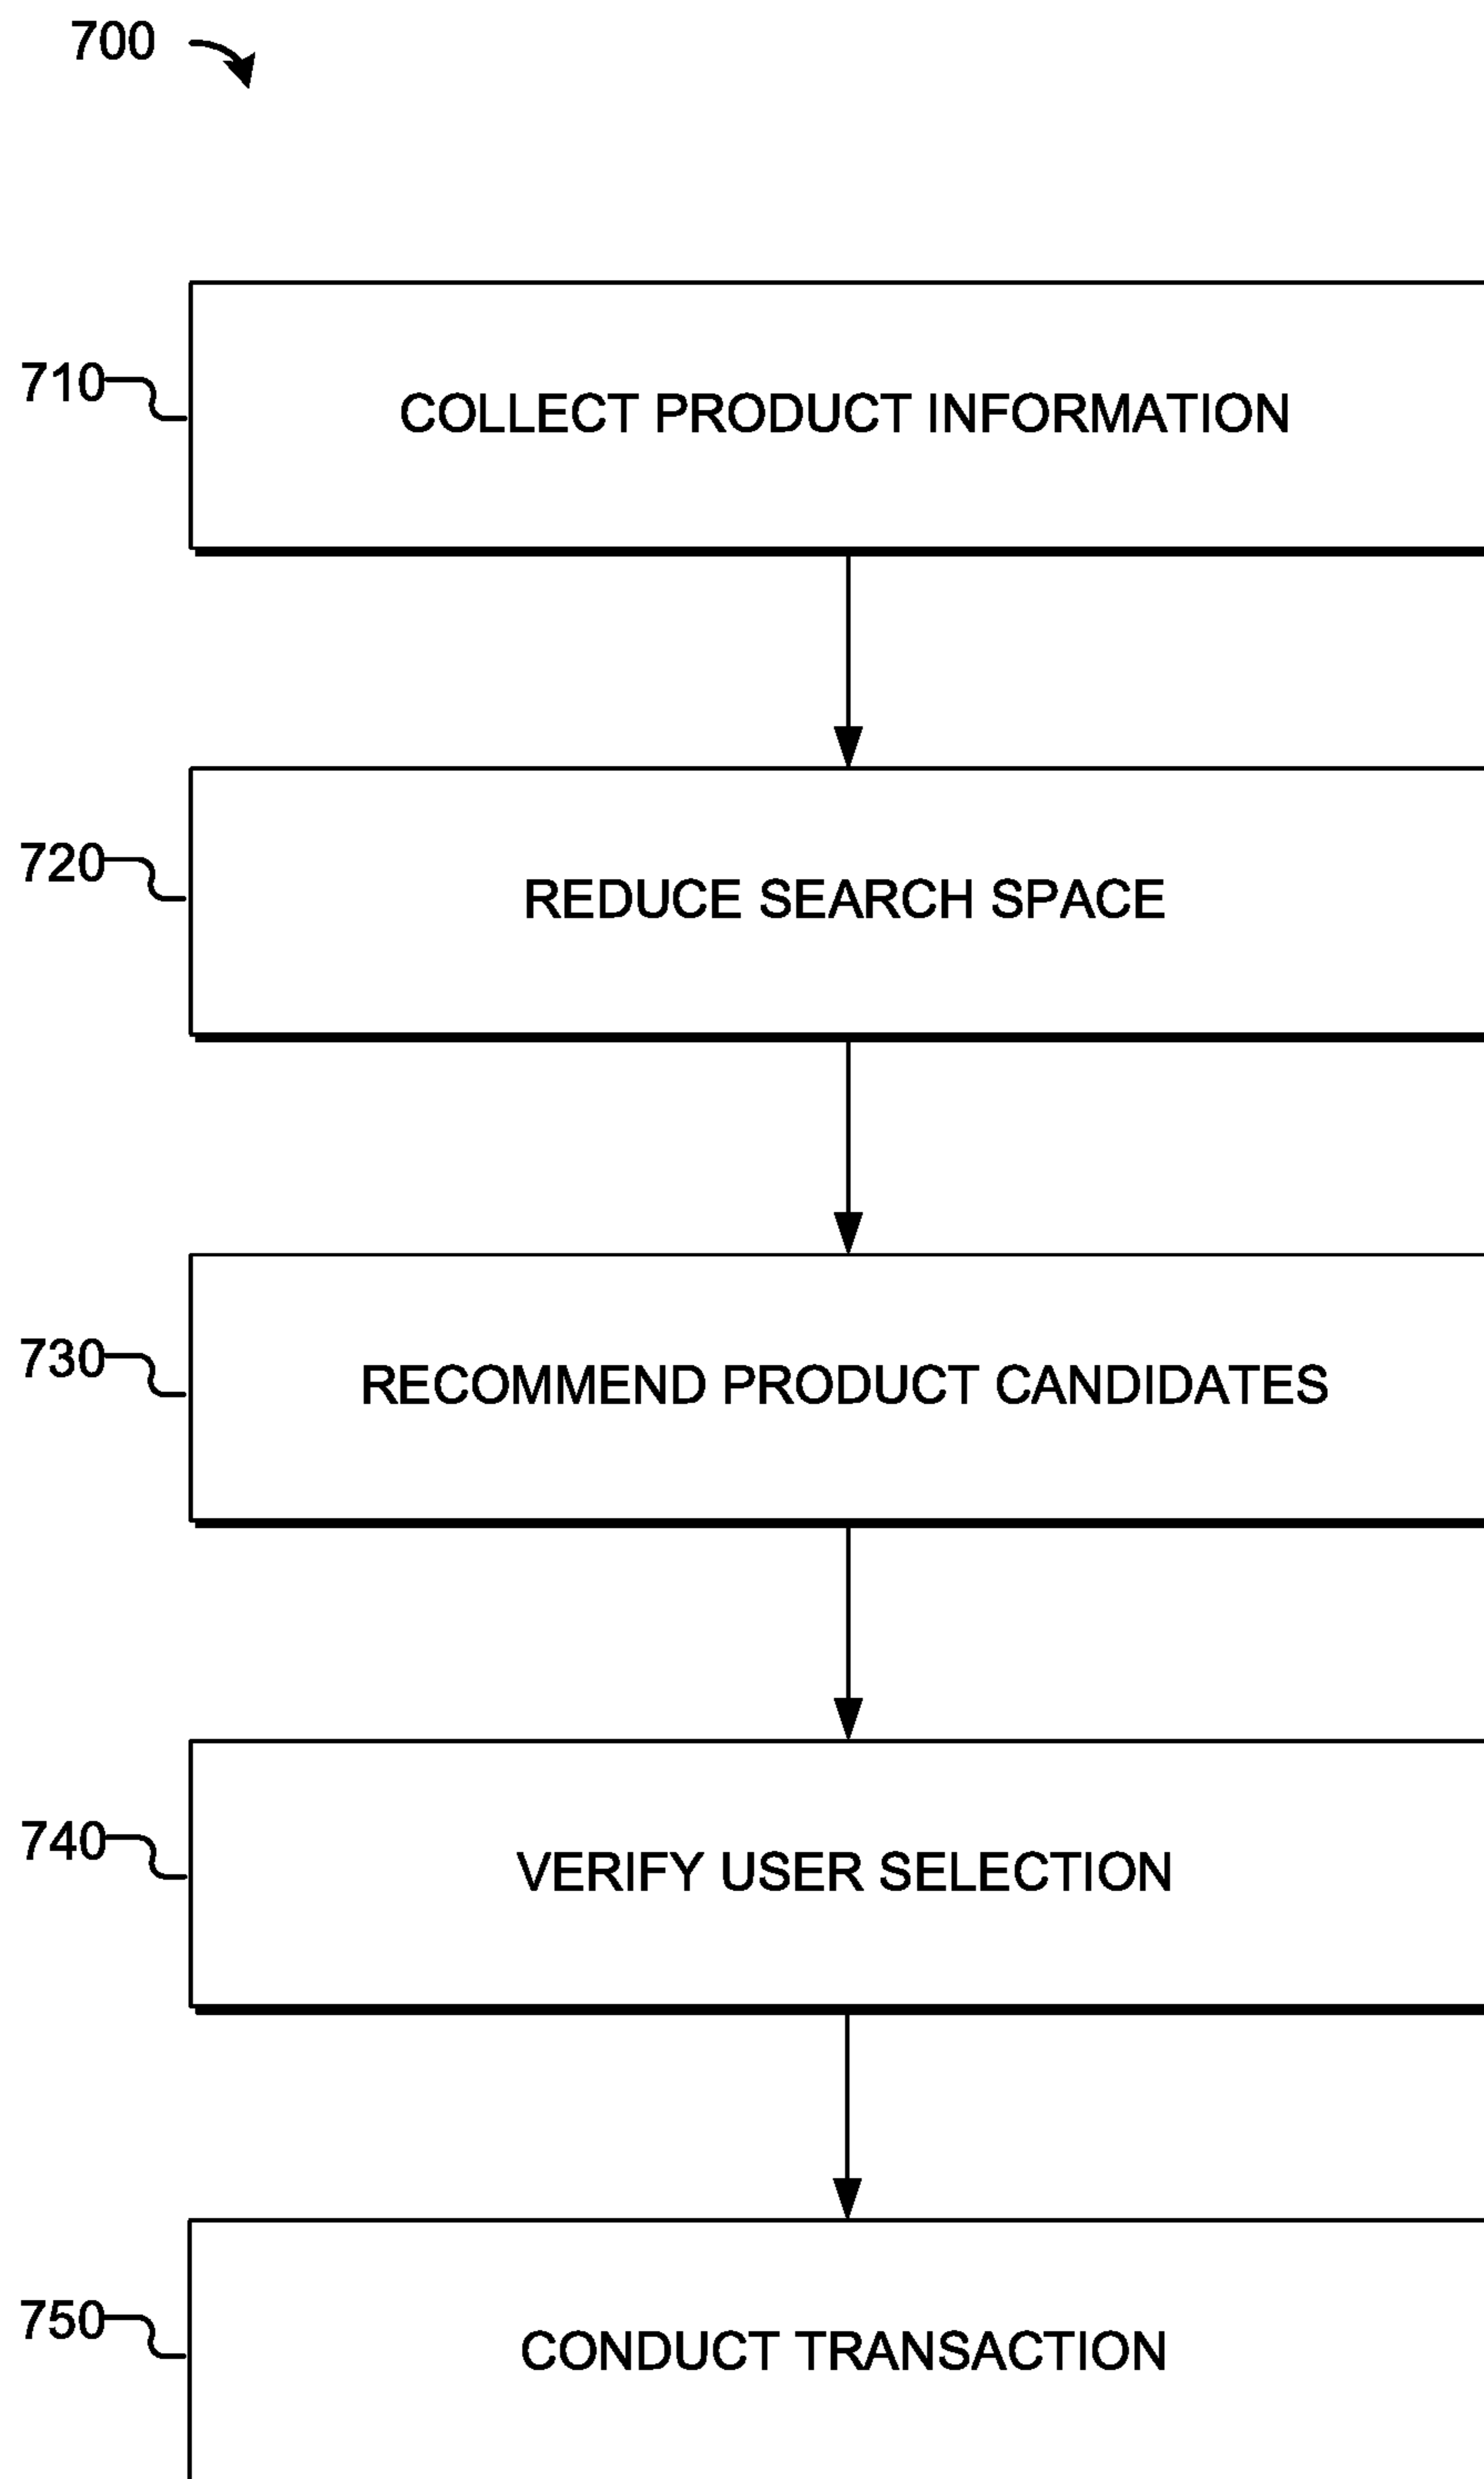 700
710
COLLECT PRODUCT INFORMATION
720
REDUCE SEARCH SPACE
730
RECOMMEND PRODUCT CANDIDATES
740
VERIFY USER SELECTION
750
CONDUCT TRANSACTION